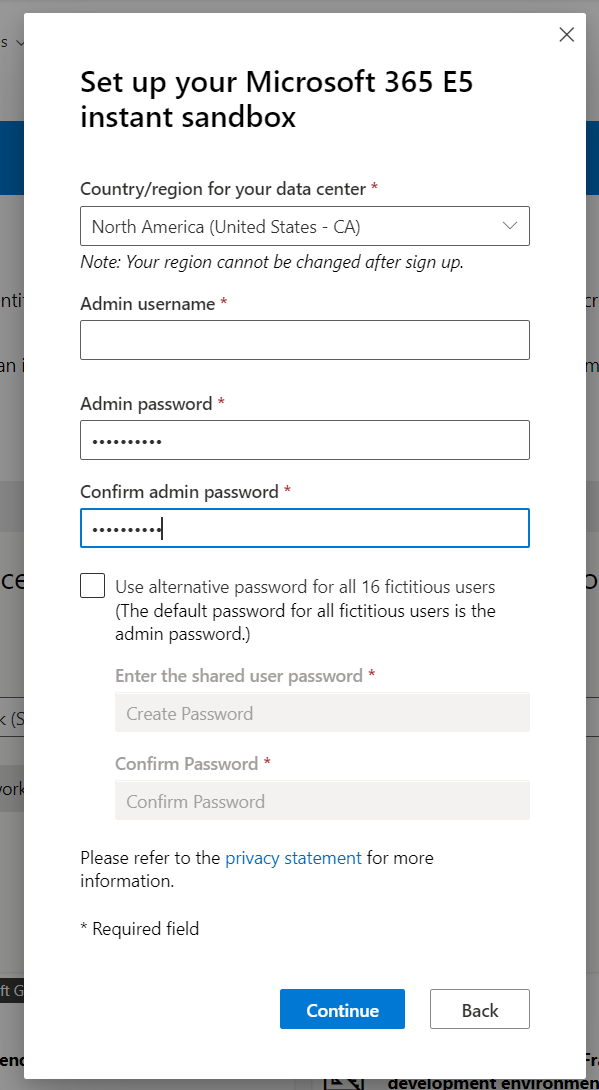 Set up your Microsoft 365 E5
instant sandbox
Country/region for your data center *
North America (United States - CA)
Note: Your region cannot be changed after sign up.
Admin username *
Admin password *
••••••••••
Confirm admin password *
••••••••••
Use alternative password for all 16 fictitious users
(The default password for all fictitious users is the
admin password.)
Enter the shared user password *
Create Password
Confirm Password *
Confirm Password
Please refer to the privacy statement for more
information.
* Required field
Continue
Back
development environme